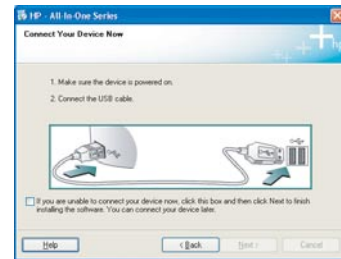 HP - All-In-One Series
Connect Your Device Now
1. Make sure the device is powered on.
2. Connect the USB cable.
If you are unable to connect your device now, click this box and then click Next to finish
installing the software. You can connect your device later.
Help
< Back
Next >
Cancel